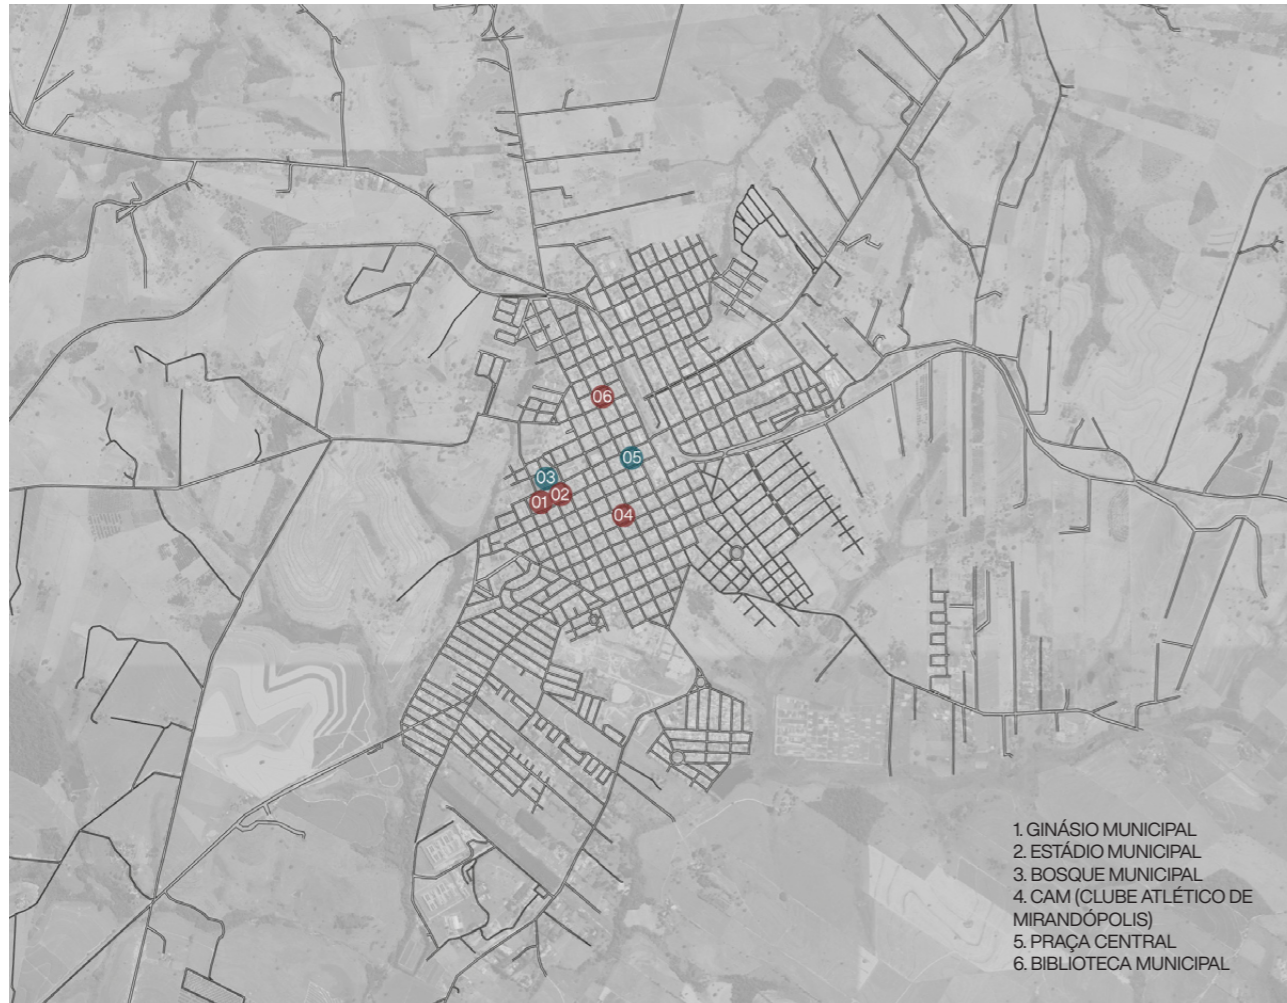 06
05
03
02
01
04
1. GINÁSIO MUNICIPAL
2. ESTÁDIO MUNICIPAL
3. BOSQUE MUNICIPAL
4. CAM (CLUBE ATLÉTICO DE
MIRANDÓPOLIS)
5. PRAÇA CENTRAL
6. BIBLIOTECA MUNICIPAL